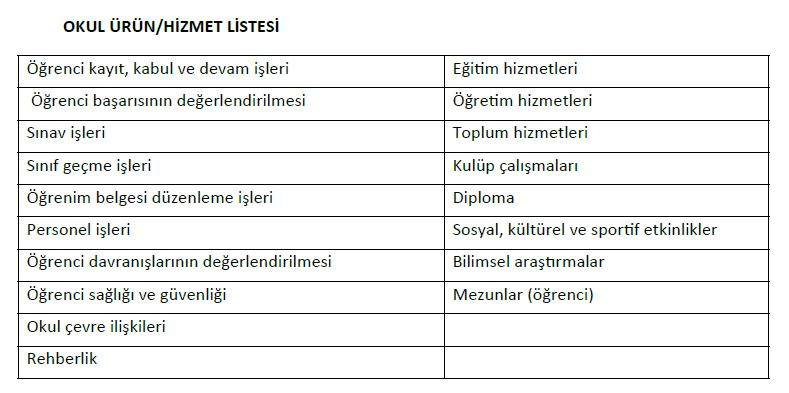 OKUL ÜRÜN/HİZMET LİSTESİ
Öğrenci kayıt, kabul ve devam işleri Eğitim hizmetleri
Öğrenci başarısının değerlendirilmesi Öğretim hizmetleri
Sınav işleri Toplum hizmetleri
Sınıf geçme işleri Kulüp çalışmaları
Öğrenim belgesi düzenleme işleri Diploma
Personel işleri Sosyal, kültürel ve sportif etkinlikler
Öğrenci davranışlarının değerlendirilmesi Bilimsel araştırmalar
Öğrenci sağlığı ve güvenliği Mezunlar (öğrenci)
Okul çevre ilişkileri
Rehberlik